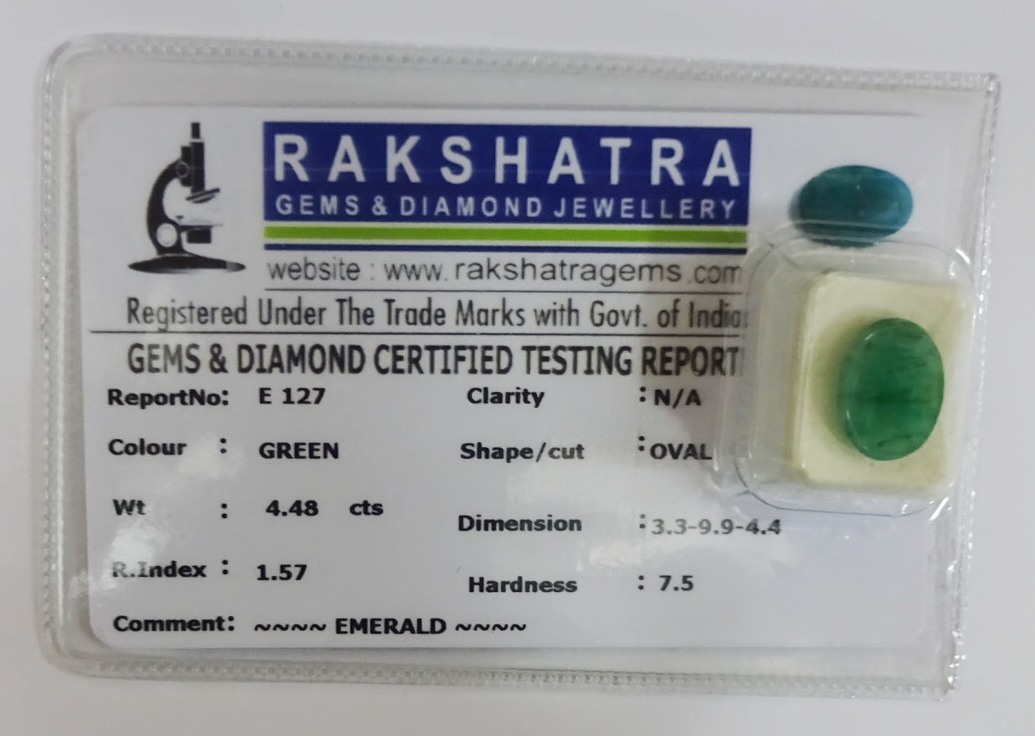 RAKSHATRA
GEMS & DIAMOND JEWELLERY
website : www.rakshatragems.com
Registered Under The Trade Marks with Govt. of India
GEMS & DIAMOND CERTIFIED TESTING REPORT
ReportNo: E 127 Clarity : N/A
Colour : GREEN Shape/cut : OVAL
Wt : 4.48 cts Dimension : 3.3-9.9-4.4
R.Index : 1.57 Hardness : 7.5
Comment: ~~~~ EMERALD ~~~~